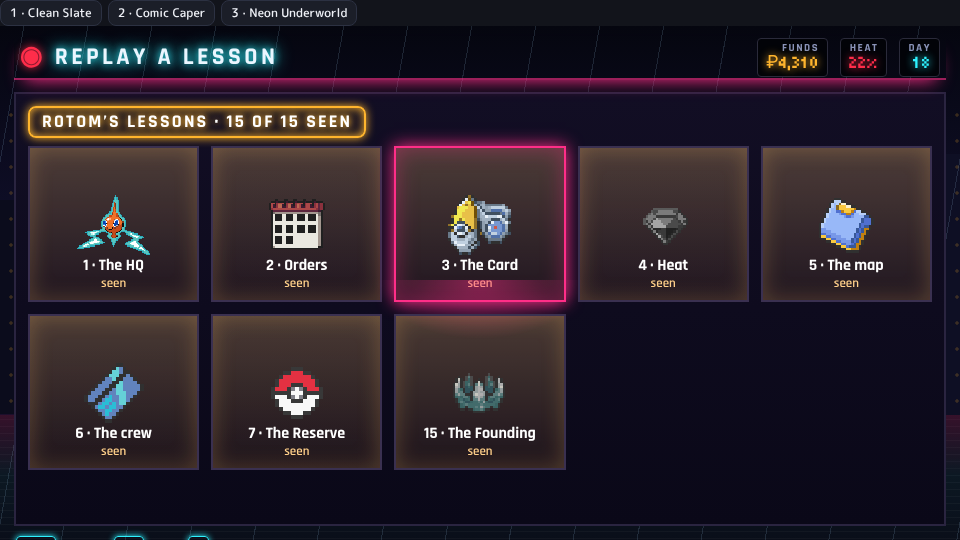 1 · Clean Slate
2 · Comic Caper
3 · Neon Underworld
REPLAY A LESSON
FUNDS
₽4,310
HEAT
22%
DAY
18
ROTOM'S LESSONS · 15 OF 15 SEEN
1 · The HQ
seen
2 · Orders
seen
3 · The Card
seen
4 · Heat
seen
5 · The map
seen
6 · The crew
seen
7 · The Reserve
seen
15 · The Founding
seen